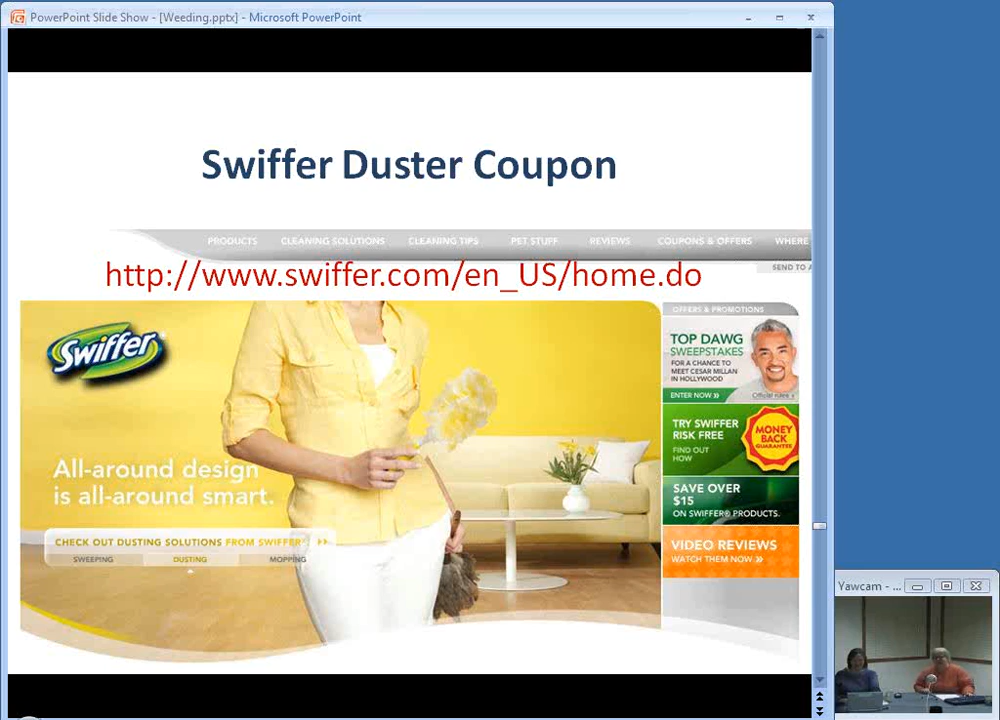 PowerPoint Slide Show - [Weeding.pptx] - Microsoft PowerPoint
Swiffer Duster Coupon
PRODUCTS CLEANING SOLUTIONS CLEANING TIPS PET STUFF REVIEWS COUPONS & OFFERS WHERE
http://www.swiffer.com/en_US/home.do
SEND TO A
OFFERS & PROMOTIONS
Swiffer
TOP DAWG
SWEEPSTAKES
FOR A CHANCE TO
MEET CESAR MILLAN
IN HOLLYWOOD
ENTER NOW »
Official rules »
TRY SWIFFER
RISK FREE
FIND OUT
HOW
MONEY
BACK
GUARANTEE
All-around design
is all-around smart.
SAVE OVER
$15
ON SWIFFER® PRODUCTS.
CHECK OUT DUSTING SOLUTIONS FROM SWIFFER®
SWEEPING DUSTING MOPPING
VIDEO REVIEWS
WATCH THEM NOW »
Yawcam - ...